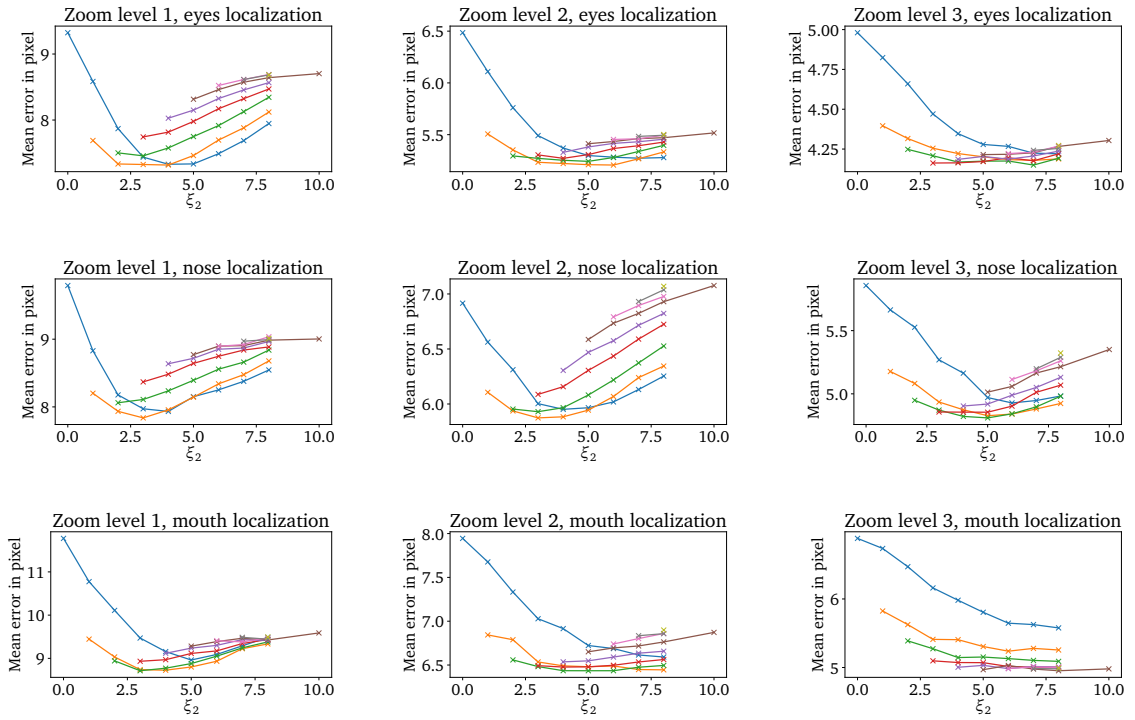 Zoom level 1, eyes localization
Mean error in pixel
9
8
0.0 2.5 5.0 7.5 10.0
ξ₂
Zoom level 2, eyes localization
Mean error in pixel
6.5
6.0
5.5
0.0 2.5 5.0 7.5 10.0
ξ₂
Zoom level 3, eyes localization
Mean error in pixel
5.00
4.75
4.50
4.25
0.0 2.5 5.0 7.5 10.0
ξ₂
Zoom level 1, nose localization
Mean error in pixel
9
8
0.0 2.5 5.0 7.5 10.0
ξ₂
Zoom level 2, nose localization
Mean error in pixel
7.0
6.5
6.0
0.0 2.5 5.0 7.5 10.0
ξ₂
Zoom level 3, nose localization
Mean error in pixel
5.5
5.0
0.0 2.5 5.0 7.5 10.0
ξ₂
Zoom level 1, mouth localization
Mean error in pixel
11
10
9
0.0 2.5 5.0 7.5 10.0
ξ₂
Zoom level 2, mouth localization
Mean error in pixel
8.0
7.5
7.0
6.5
0.0 2.5 5.0 7.5 10.0
ξ₂
Zoom level 3, mouth localization
Mean error in pixel
6
5
0.0 2.5 5.0 7.5 10.0
ξ₂